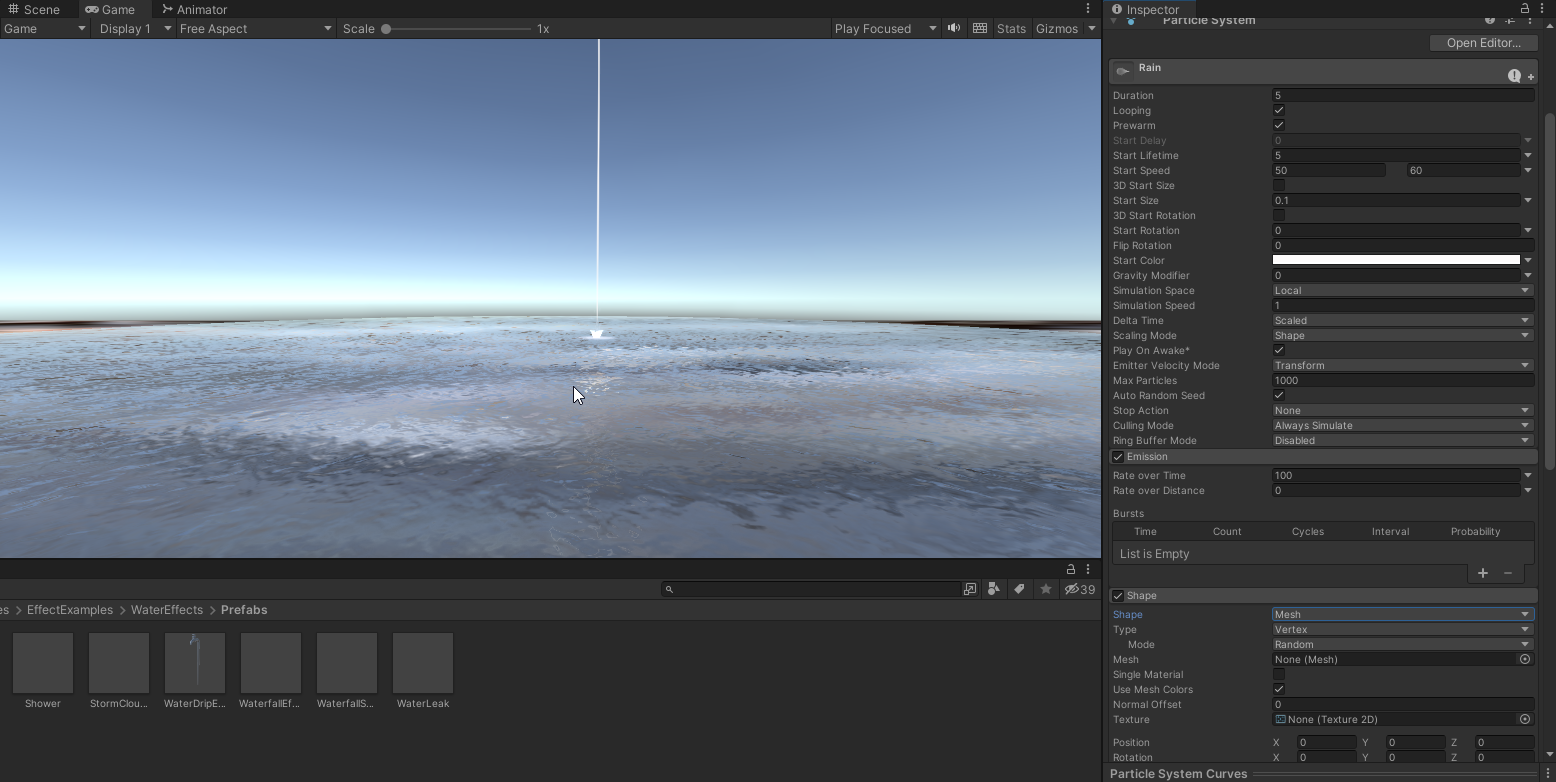 Scene Game Animator
Game Display 1 Free Aspect Scale 1x Play Focused Stats Gizmos
39
es > EffectExamples > WaterEffects > Prefabs
Shower StormClou... WaterDripE... WaterfallEf... WaterfallS... WaterLeak
Inspector
Particle System
Open Editor...
Rain
Duration 5
Looping
Prewarm
Start Delay 0
Start Lifetime 5
Start Speed 50 60
3D Start Size
Start Size 0.1
3D Start Rotation
Start Rotation 0
Flip Rotation 0
Start Color
Gravity Modifier 0
Simulation Space Local
Simulation Speed 1
Delta Time Scaled
Scaling Mode Shape
Play On Awake*
Emitter Velocity Mode Transform
Max Particles 1000
Auto Random Seed
Stop Action None
Culling Mode Always Simulate
Ring Buffer Mode Disabled
Emission
Rate over Time 100
Rate over Distance 0
Bursts
Time Count Cycles Interval Probability
List is Empty
Shape
Shape Mesh
Type Vertex
Mode Random
Mesh None (Mesh)
Single Material
Use Mesh Colors
Normal Offset 0
Texture None (Texture 2D)
Position X 0 Y 0 Z 0
Rotation X 0 Y 0 Z 0
Particle System Curves